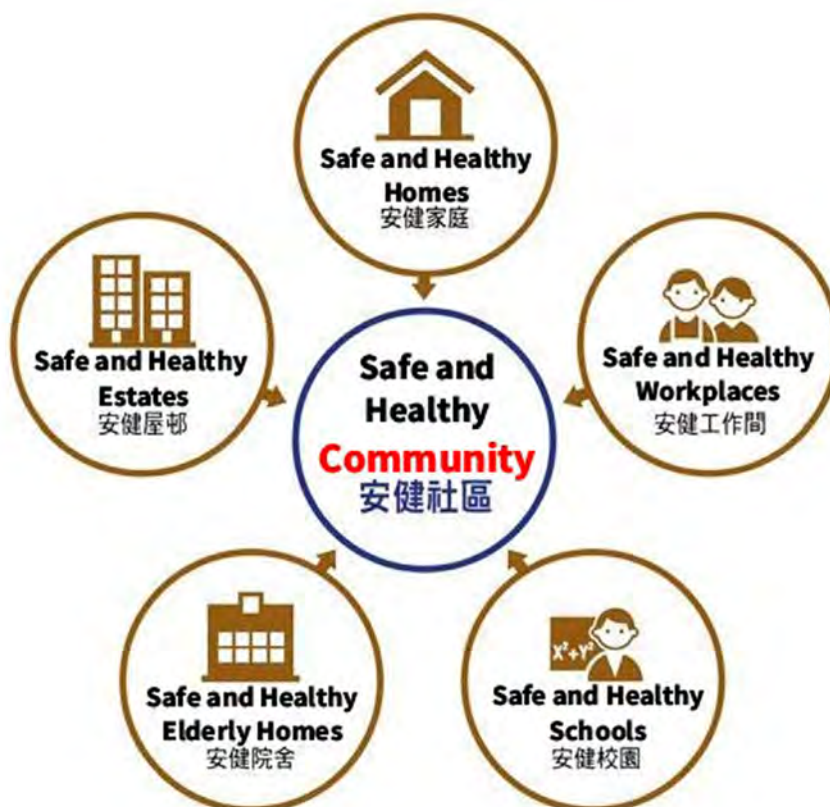 Safe and Healthy
Homes
安健家庭
Safe and Healthy
Estates
安健屋邨
Safe and
Healthy
Community
安健社區
Safe and Healthy
Workplaces
安健工作間
Safe and Healthy
Elderly Homes
安健院舍
X²+Y²
Safe and Healthy
Schools
安健校園